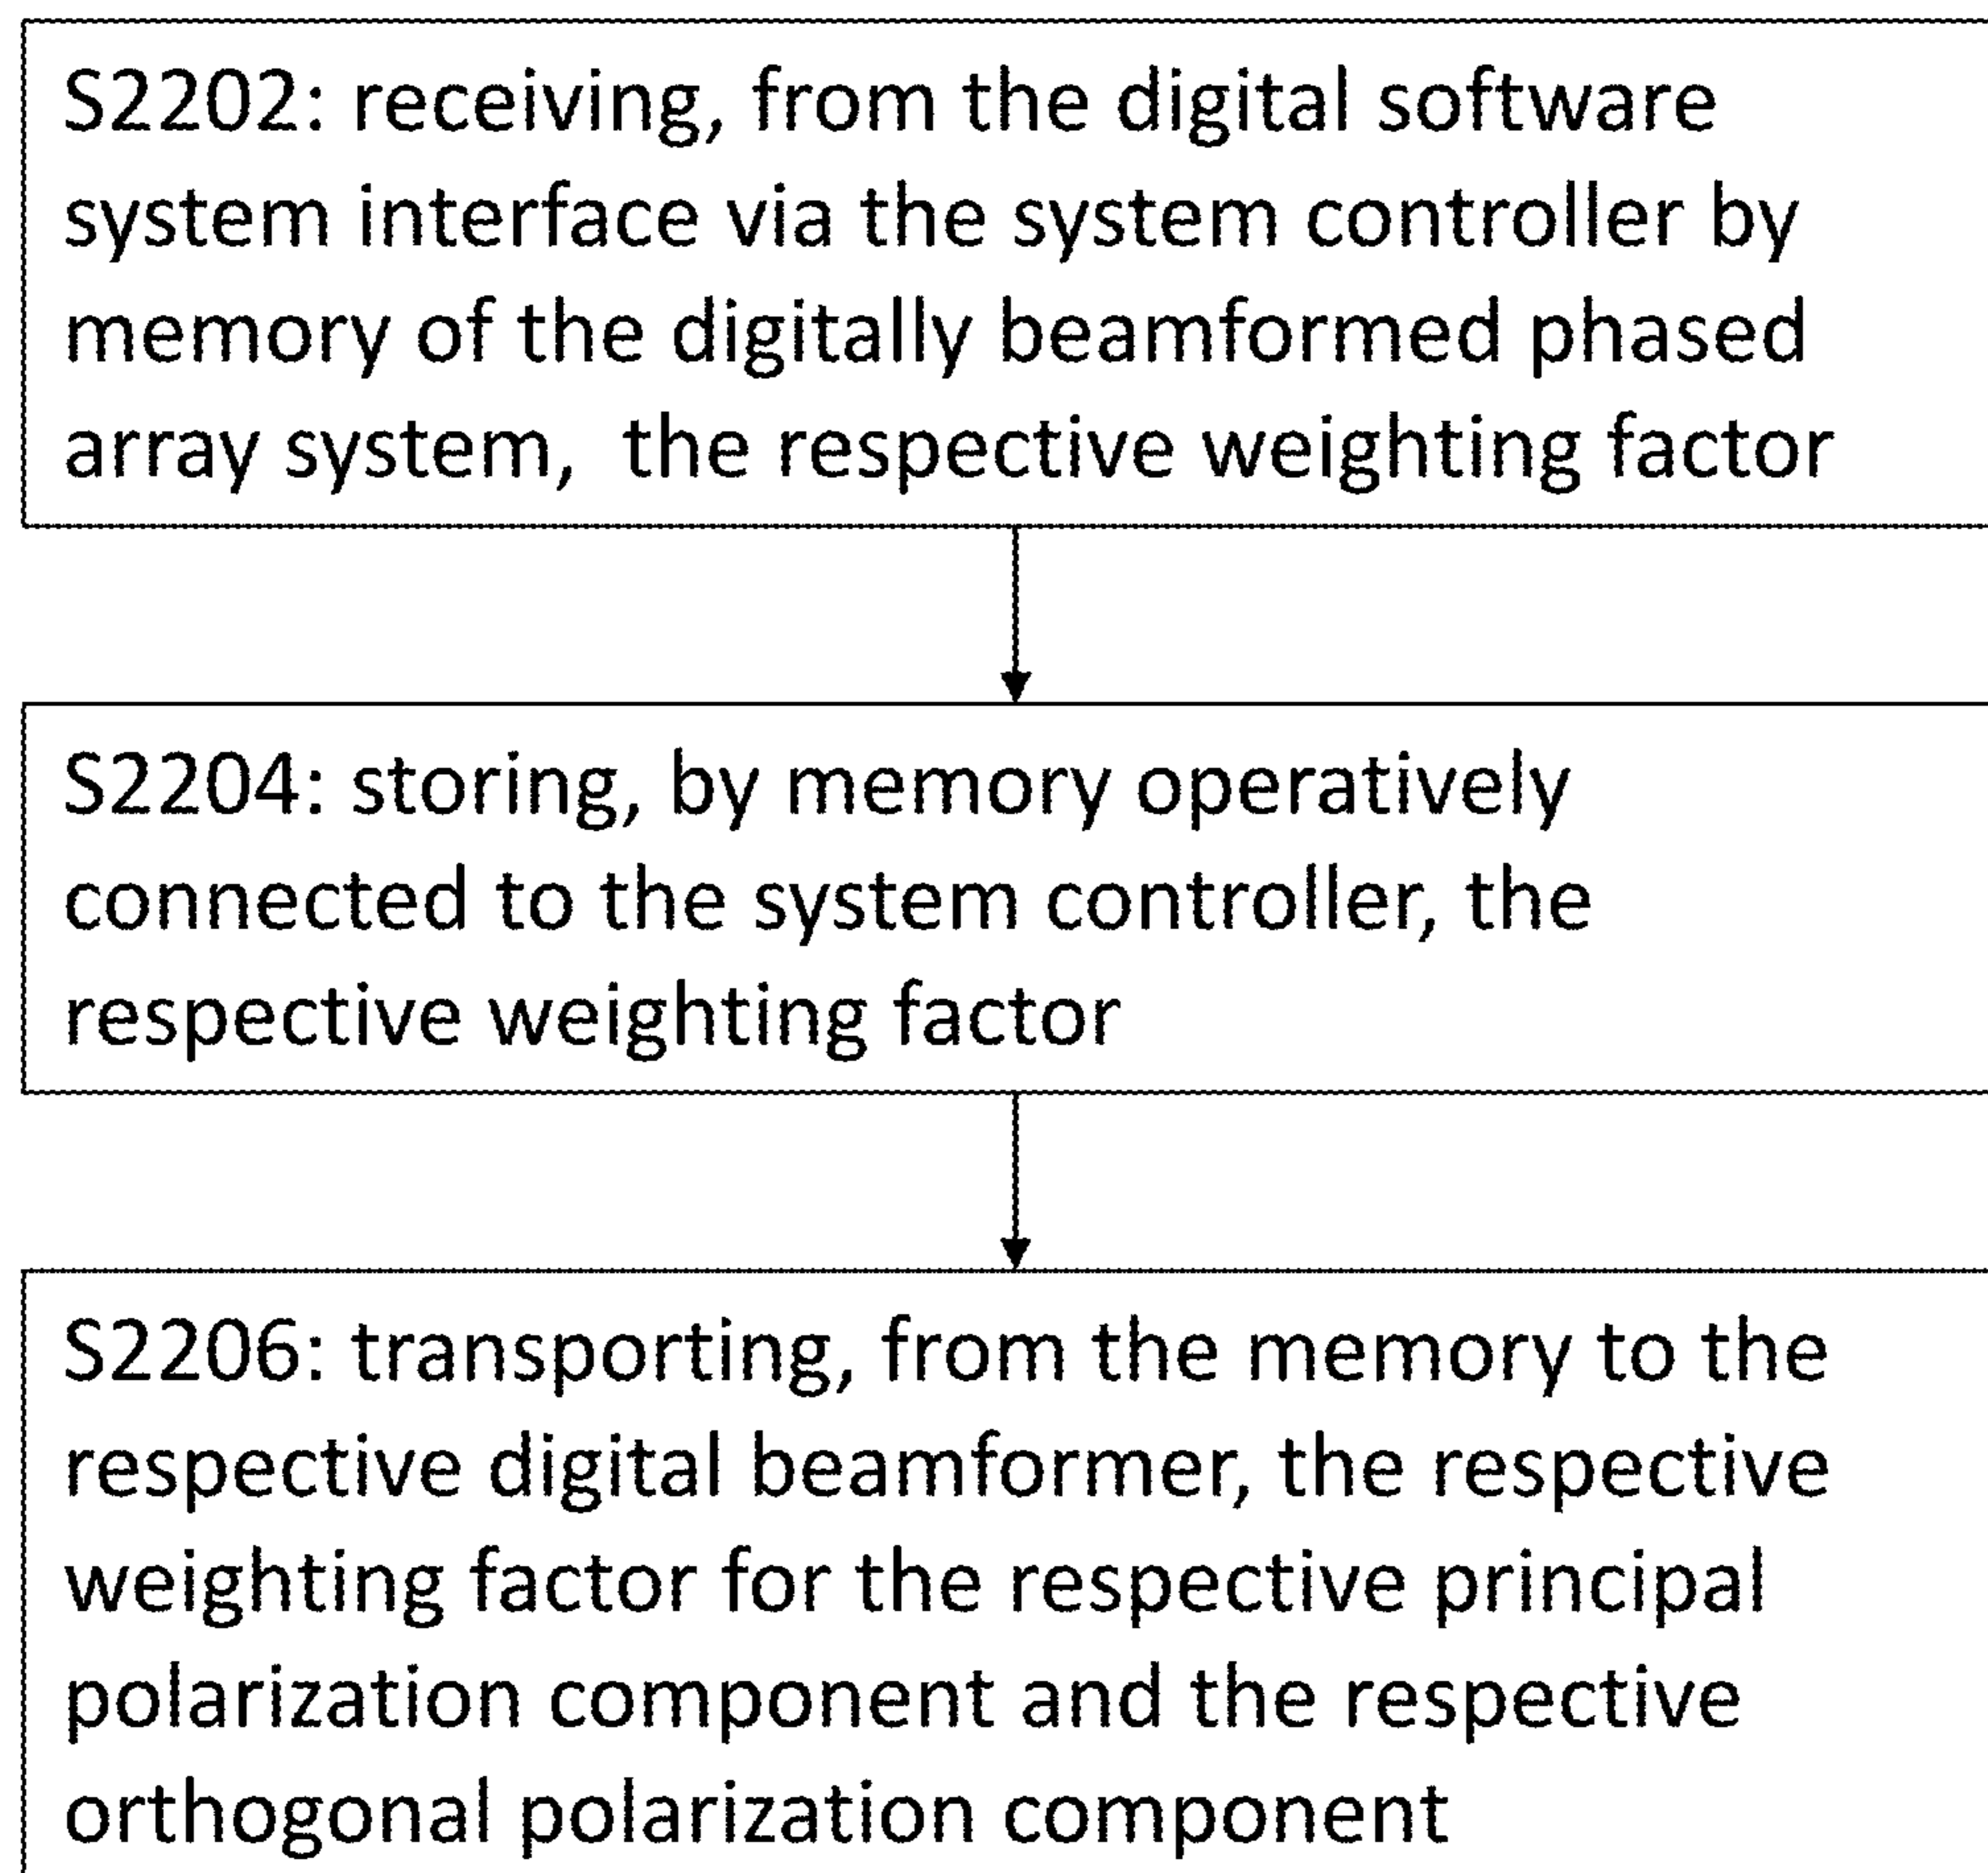 S2202: receiving, from the digital software
system interface via the system controller by
memory of the digitally beamformed phased
array system,  the respective weighting factor
S2204: storing, by memory operatively
connected to the system controller, the
respective weighting factor
S2206: transporting, from the memory to the
respective digital beamformer, the respective
weighting factor for the respective principal
polarization component and the respective
orthogonal polarization component